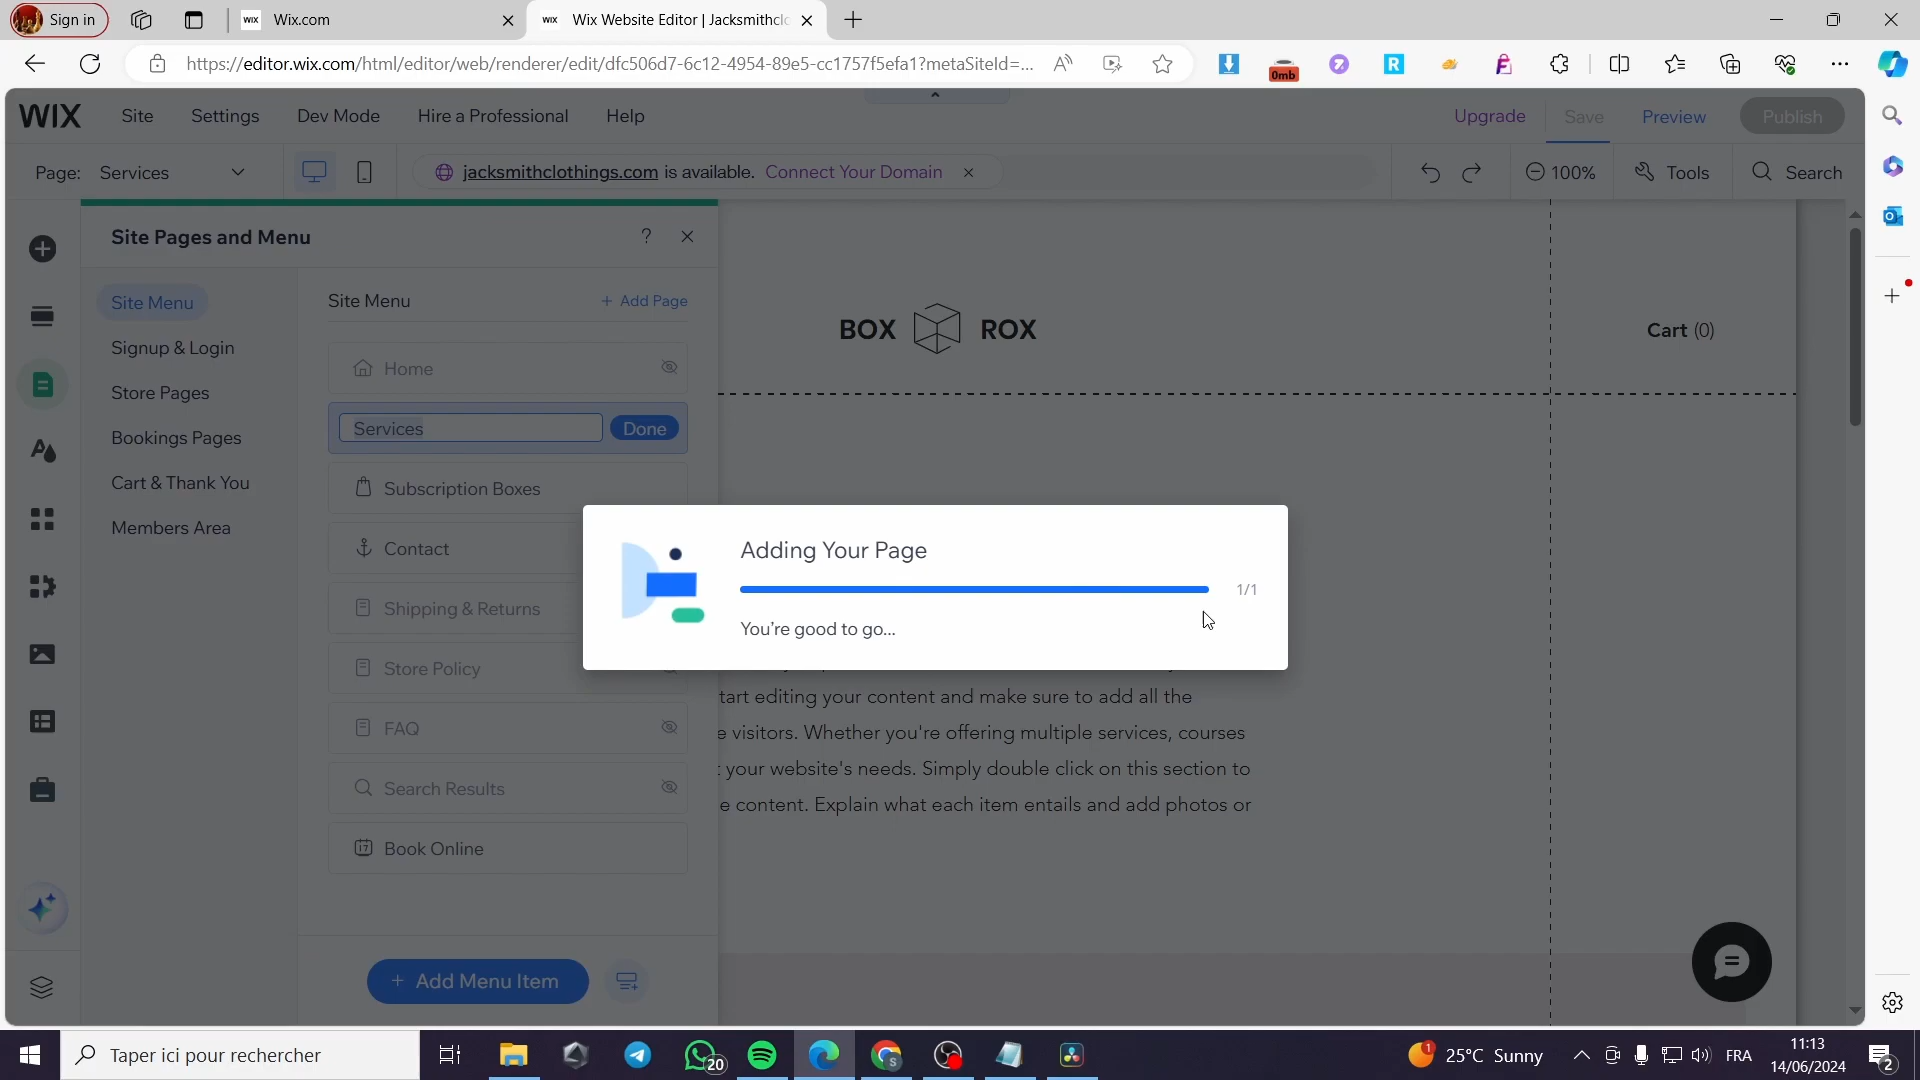 Sign in
WIX Wix.com
WIX Wix Website Editor | Jacksmithclo
https://editor.wix.com/html/editor/web/renderer/edit/dfc506d7-6c12-4954-89e5-cc1757f5efa1?metaSiteId=...
0mb
WIX Site Settings Dev Mode Hire a Professional Help Upgrade Save Preview Publish
Page: Services
jacksmithclothings.com is available. Connect Your Domain
100% Tools Search
Site Pages and Menu ?
Site Menu
Signup & Login
Store Pages
Bookings Pages
Cart & Thank You
Members Area
Site Menu + Add Page
Home
Services Done
Subscription Boxes
Contact
Shipping & Returns
Store Policy
FAQ
Search Results
Book Online
+ Add Menu Item
BOX ROX
Cart (0)
Adding Your Page
1/1
You're good to go...
tart editing your content and make sure to add all the
e visitors. Whether you're offering multiple services, courses
t your website's needs. Simply double click on this section to
e content. Explain what each item entails and add photos or
Taper ici pour rechercher
20
1
25°C Sunny
FRA
11:13
14/06/2024
2